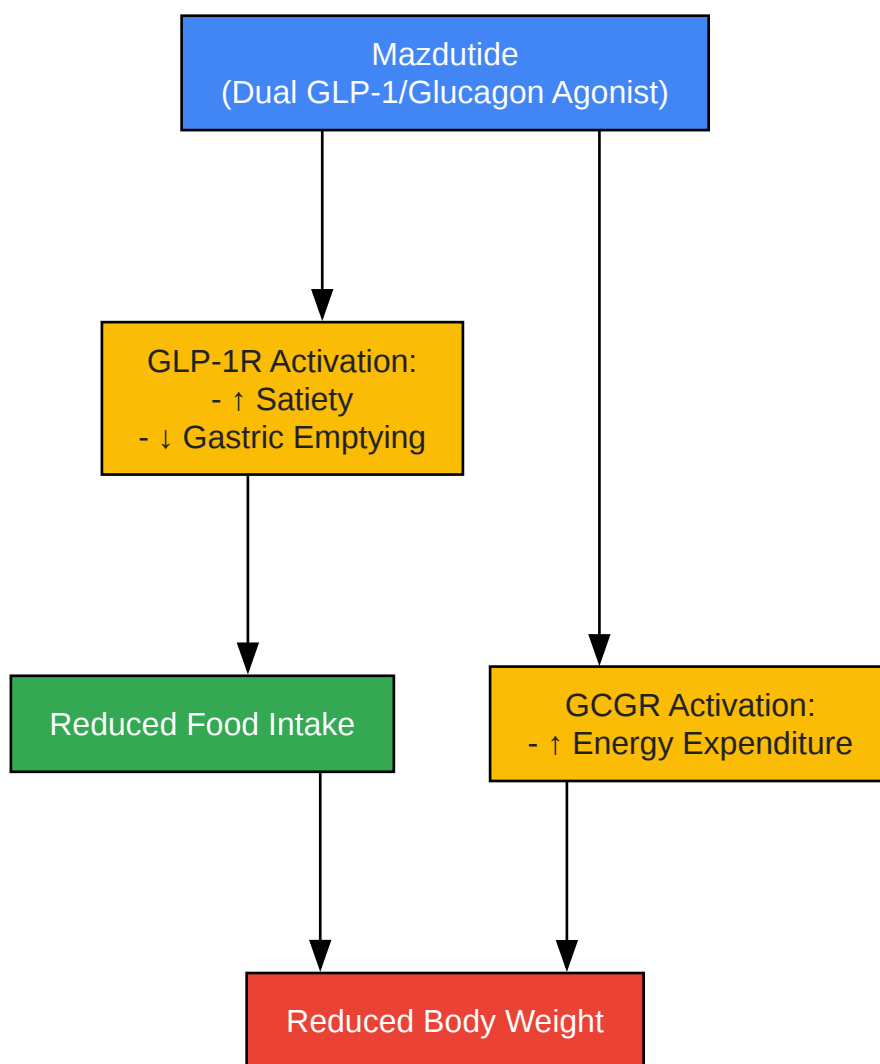 Mazdutide
(Dual GLP-1/Glucagon Agonist)
GLP-1R Activation:
- ↑ Satiety
- ↓ Gastric Emptying
Reduced Food Intake
GCGR Activation:
- ↑ Energy Expenditure
Reduced Body Weight